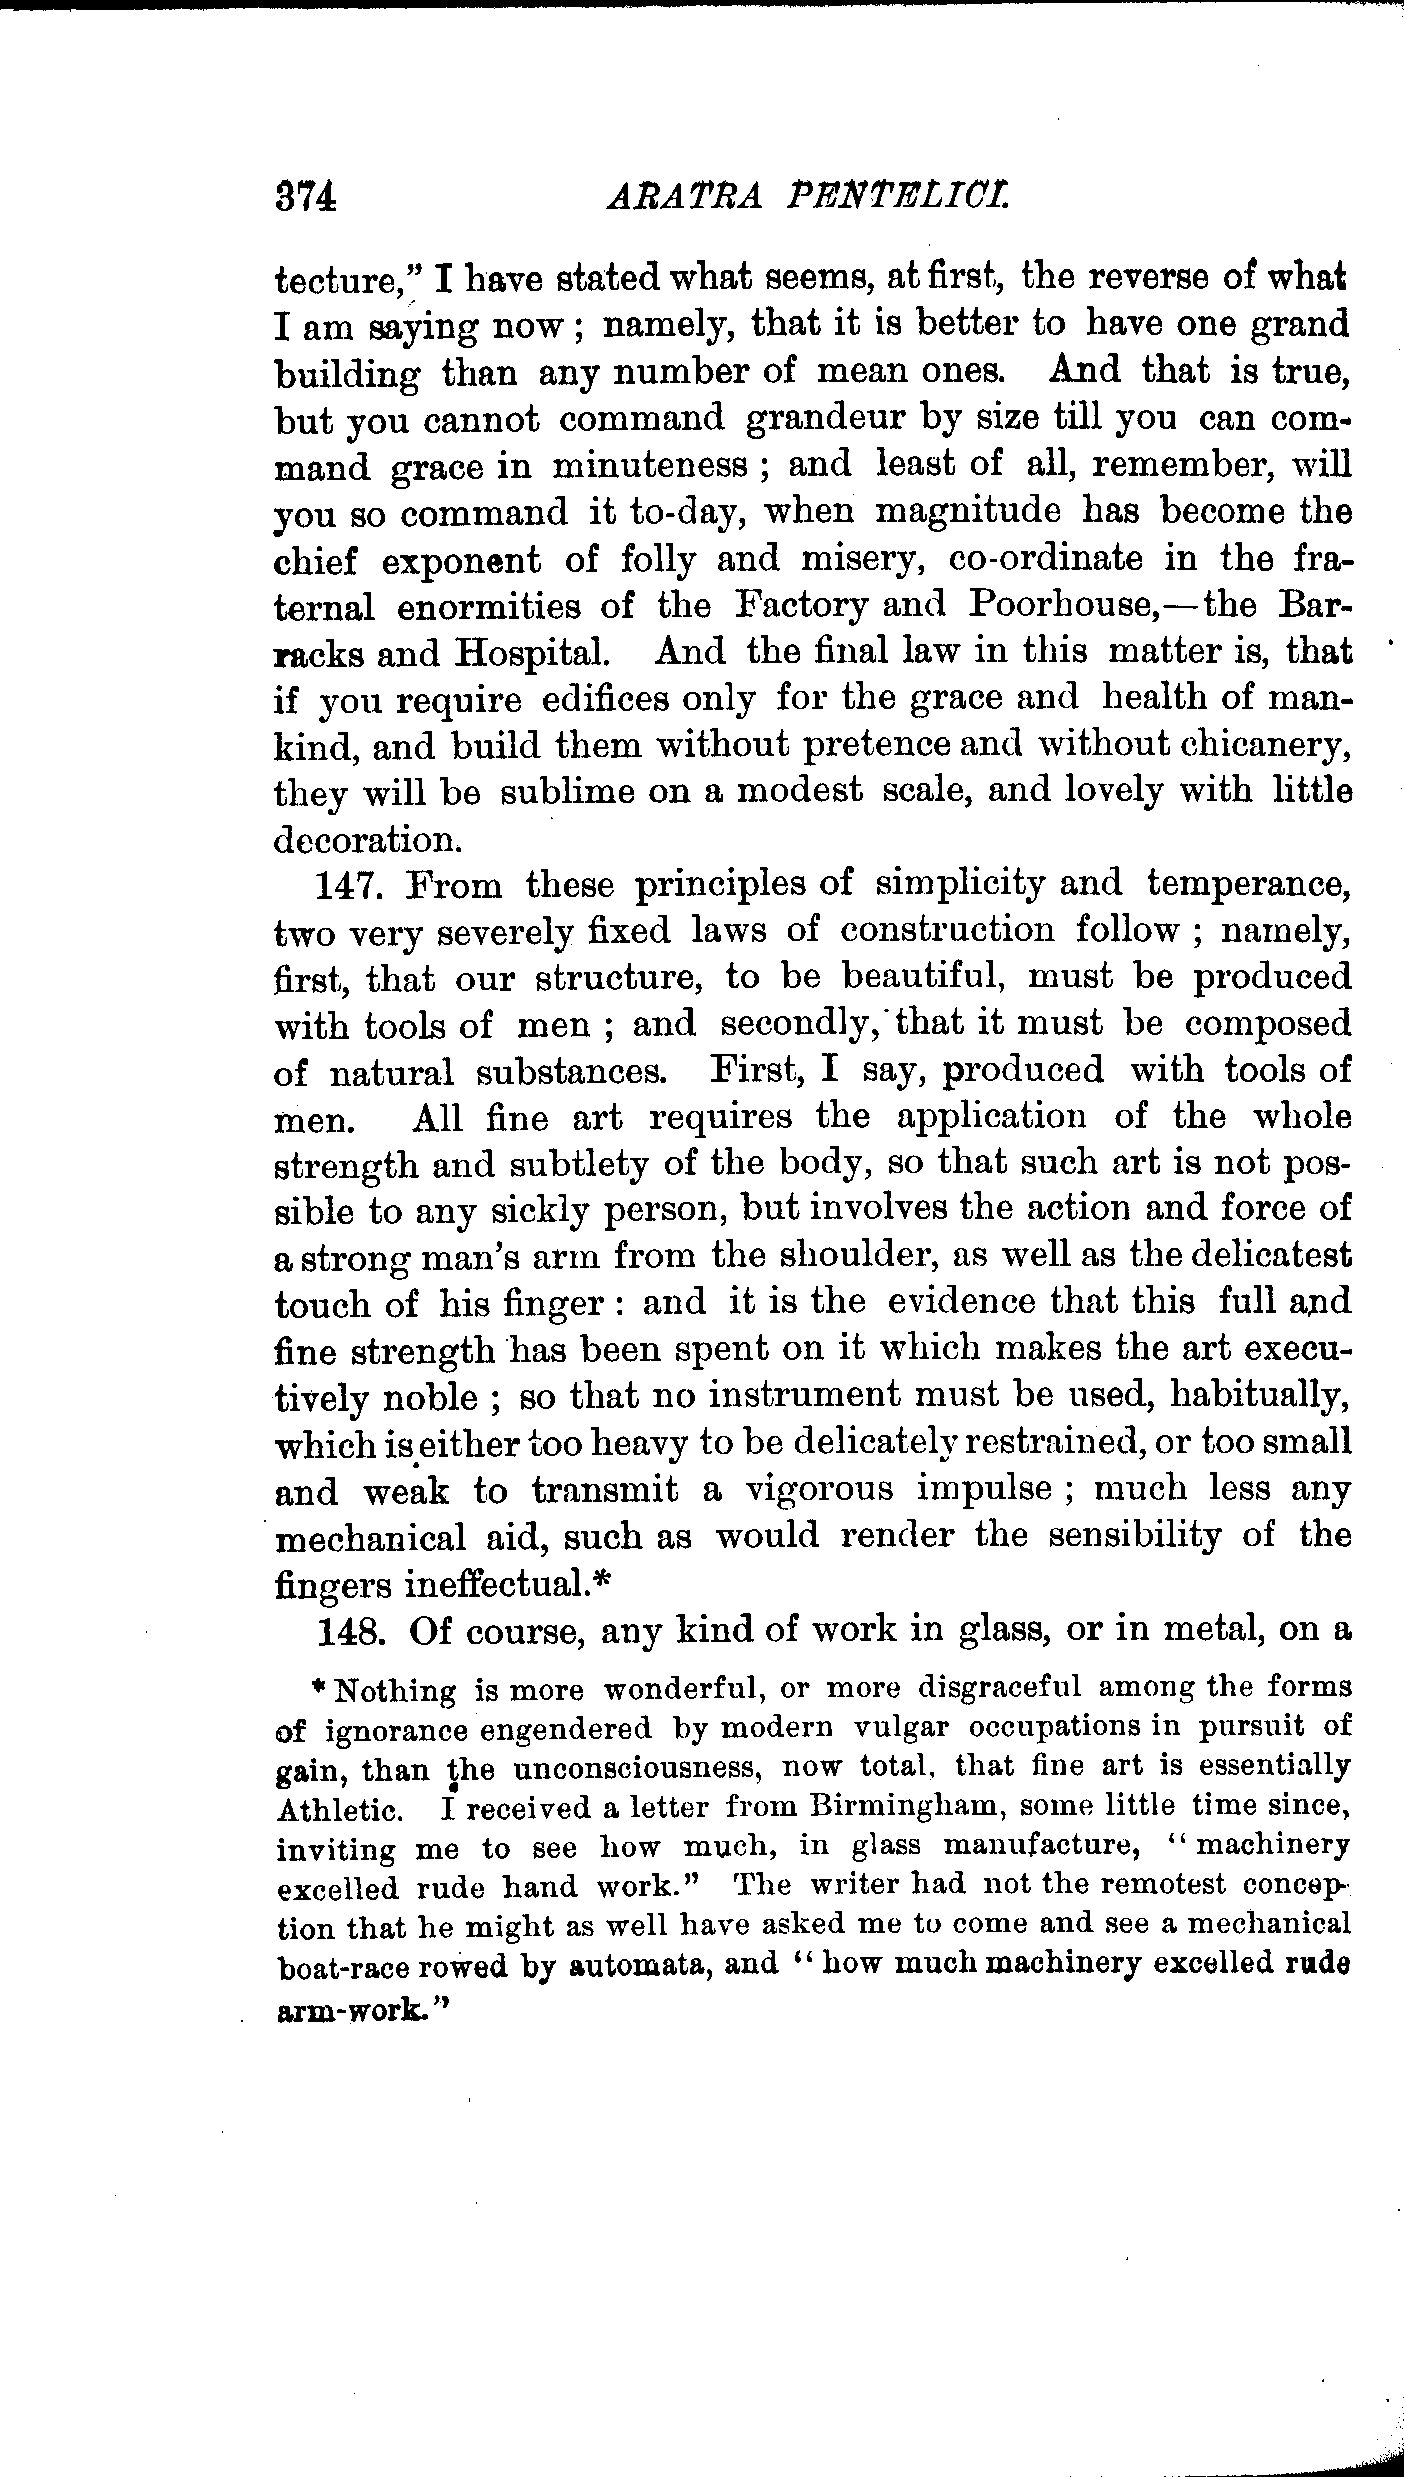 374 ARATRA PENTELICI.
tecture," I have stated what seems, at first, the reverse of what
I am saying now ; namely, that it is better to have one grand
building than any number of mean ones. And that is true,
but you cannot command grandeur by size till you can com-
mand grace in minuteness ; and least of all, remember, will
you so command it to-day, when magnitude has become the
chief exponent of folly and misery, co-ordinate in the fra-
ternal enormities of the Factory and Poorhouse,—the Bar-
racks and Hospital. And the final law in this matter is, that
if you require edifices only for the grace and health of man-
kind, and build them without pretence and without chicanery,
they will be sublime on a modest scale, and lovely with little
decoration.
147. From these principles of simplicity and temperance,
two very severely fixed laws of construction follow ; namely,
first, that our structure, to be beautiful, must be produced
with tools of men ; and secondly, that it must be composed
of natural substances. First, I say, produced with tools of
men. All fine art requires the application of the whole
strength and subtlety of the body, so that such art is not pos-
sible to any sickly person, but involves the action and force of
a strong man's arm from the shoulder, as well as the delicatest
touch of his finger : and it is the evidence that this full and
fine strength has been spent on it which makes the art execu-
tively noble ; so that no instrument must be used, habitually,
which is either too heavy to be delicately restrained, or too small
and weak to transmit a vigorous impulse ; much less any
mechanical aid, such as would render the sensibility of the
fingers ineffectual.*
148. Of course, any kind of work in glass, or in metal, on a
* Nothing is more wonderful, or more disgraceful among the forms
of ignorance engendered by modern vulgar occupations in pursuit of
gain, than the unconsciousness, now total, that fine art is essentially
Athletic. I received a letter from Birmingham, some little time since,
inviting me to see how much, in glass manufacture, "machinery
excelled rude hand work." The writer had not the remotest concep-
tion that he might as well have asked me to come and see a mechanical
boat-race rowed by automata, and "how much machinery excelled rude
arm-work."